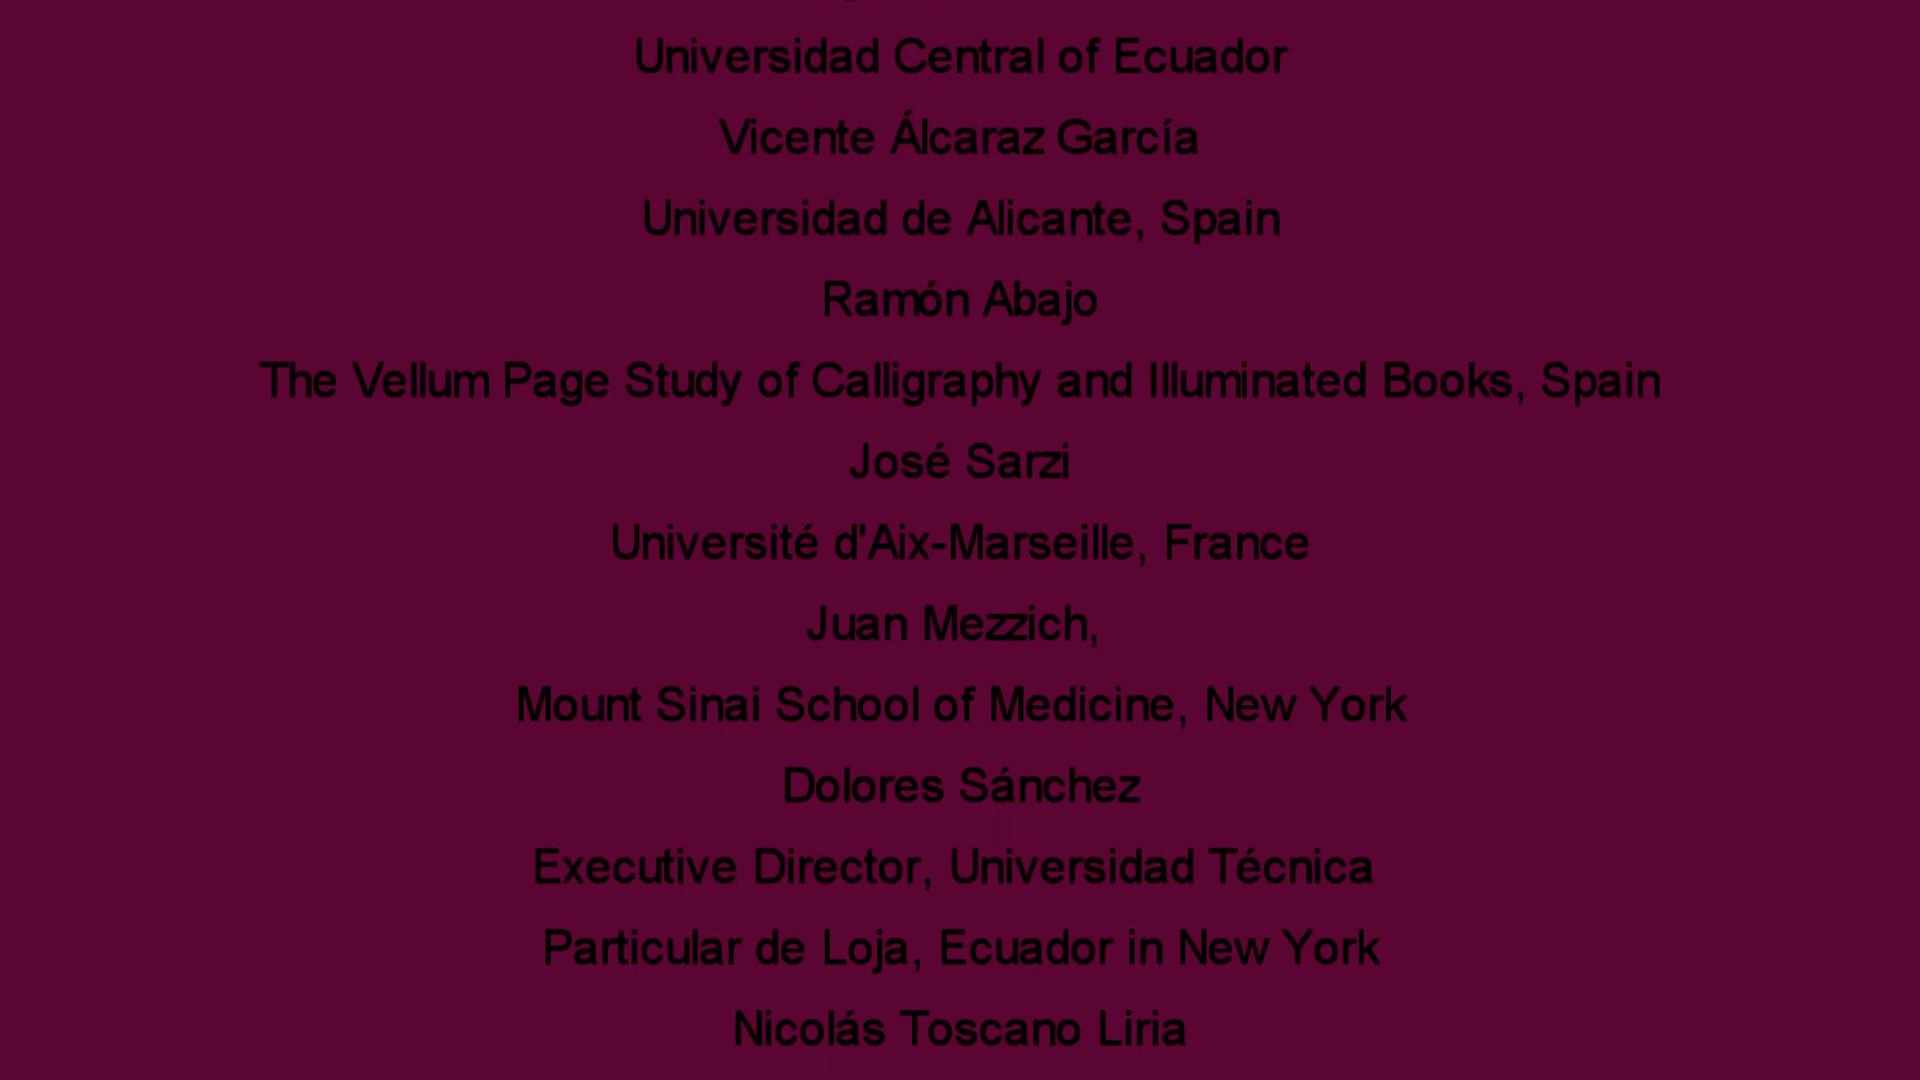 Universidad Central of Ecuador
Vicente Álcaraz García
Universidad de Alicante, Spain
Ramón Abajo
The Vellum Page Study of Calligraphy and Illuminated Books, Spain
José Sarzi
Université d'Aix-Marseille, France
Juan Mezzich,
Mount Sinai School of Medicine, New York
Dolores Sánchez
Executive Director, Universidad Técnica
Particular de Loja, Ecuador in New York
Nicolás Toscano Liria